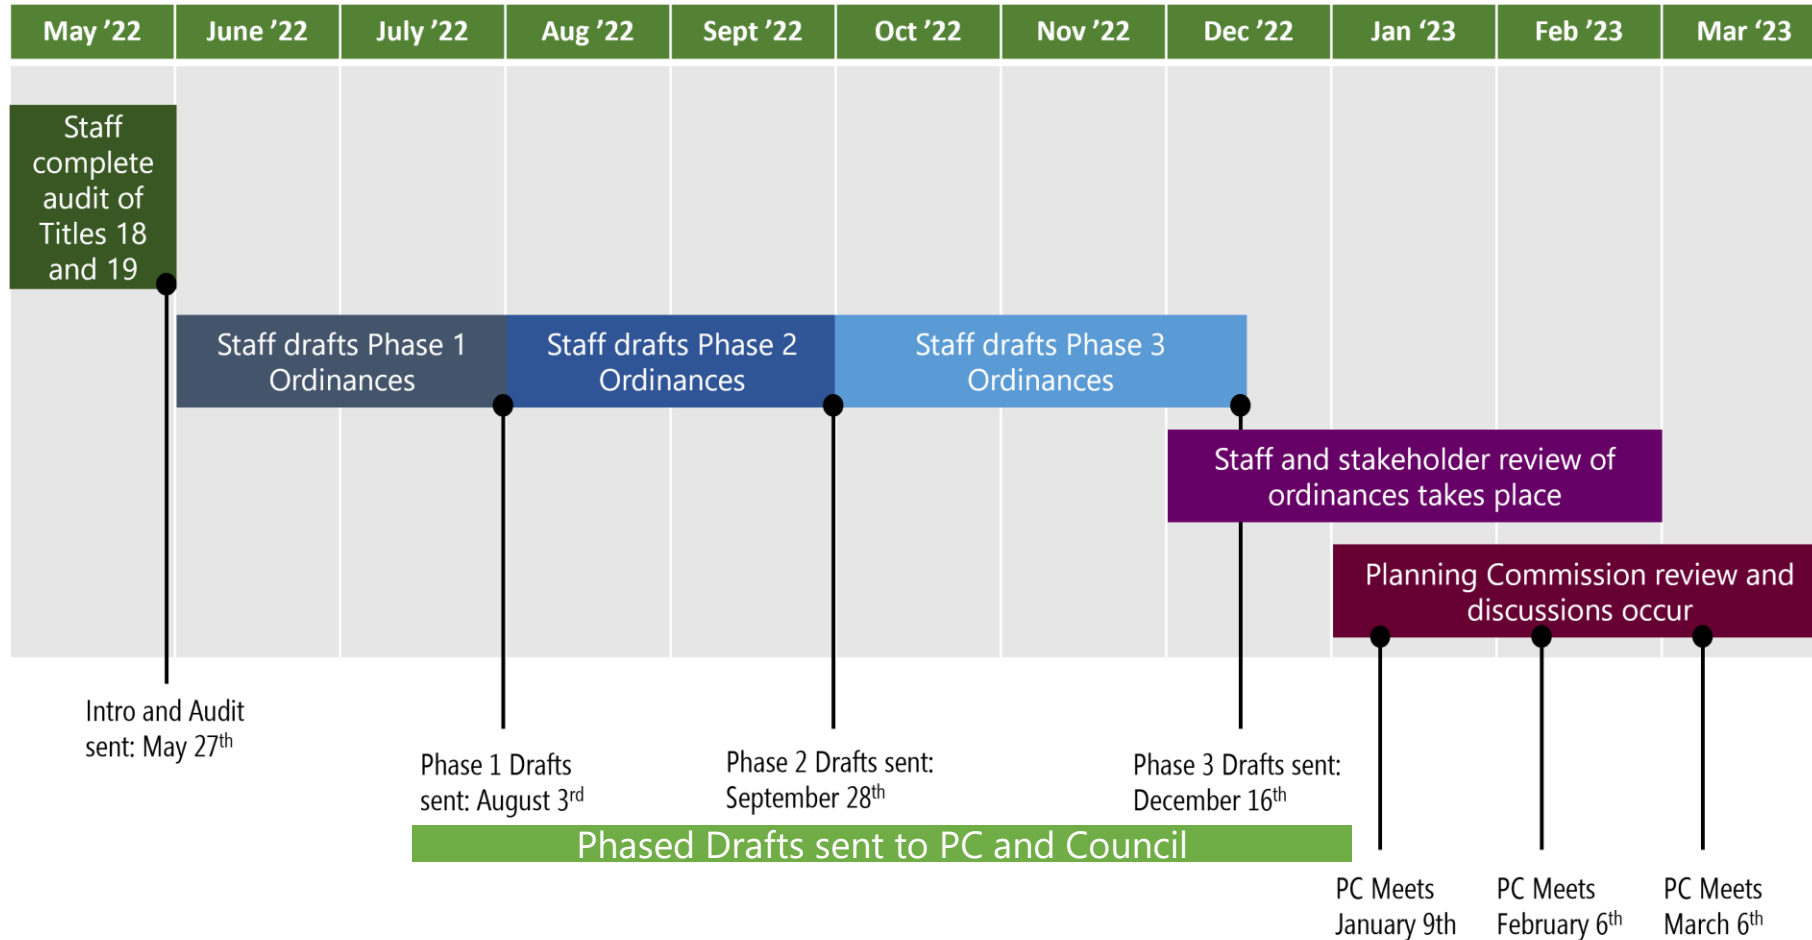 May ’22
June ’22
July ’22
Aug ’22
Sept ’22
Oct ’22
Nov ’22
Dec ’22
Jan ‘23
Feb ’23
Mar ‘23
Staff
complete
audit of
Titles 18
and 19
Staff drafts Phase 1
Ordinances
Staff drafts Phase 2
Ordinances
Staff drafts Phase 3
Ordinances
Staff and stakeholder review of
ordinances takes place
Planning Commission review and
discussions occur
Intro and Audit
sent: May 27th
Phase 1 Drafts
sent: August 3rd
Phase 2 Drafts sent:
September 28th
Phase 3 Drafts sent:
December 16th
Phased Drafts sent to PC and Council
PC Meets
January 9th
PC Meets
February 6th
PC Meets
March 6th